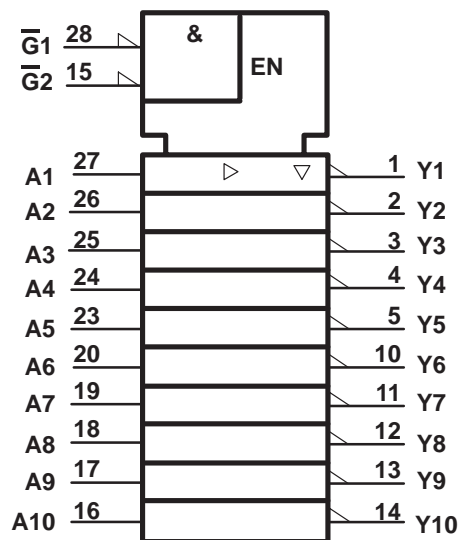 G̅1 28 &
G̅2 15 EN
A1 27 1 Y1
A2 26 2 Y2
A3 25 3 Y3
A4 24 4 Y4
A5 23 5 Y5
A6 20 10 Y6
A7 19 11 Y7
A8 18 12 Y8
A9 17 13 Y9
A10 16 14 Y10